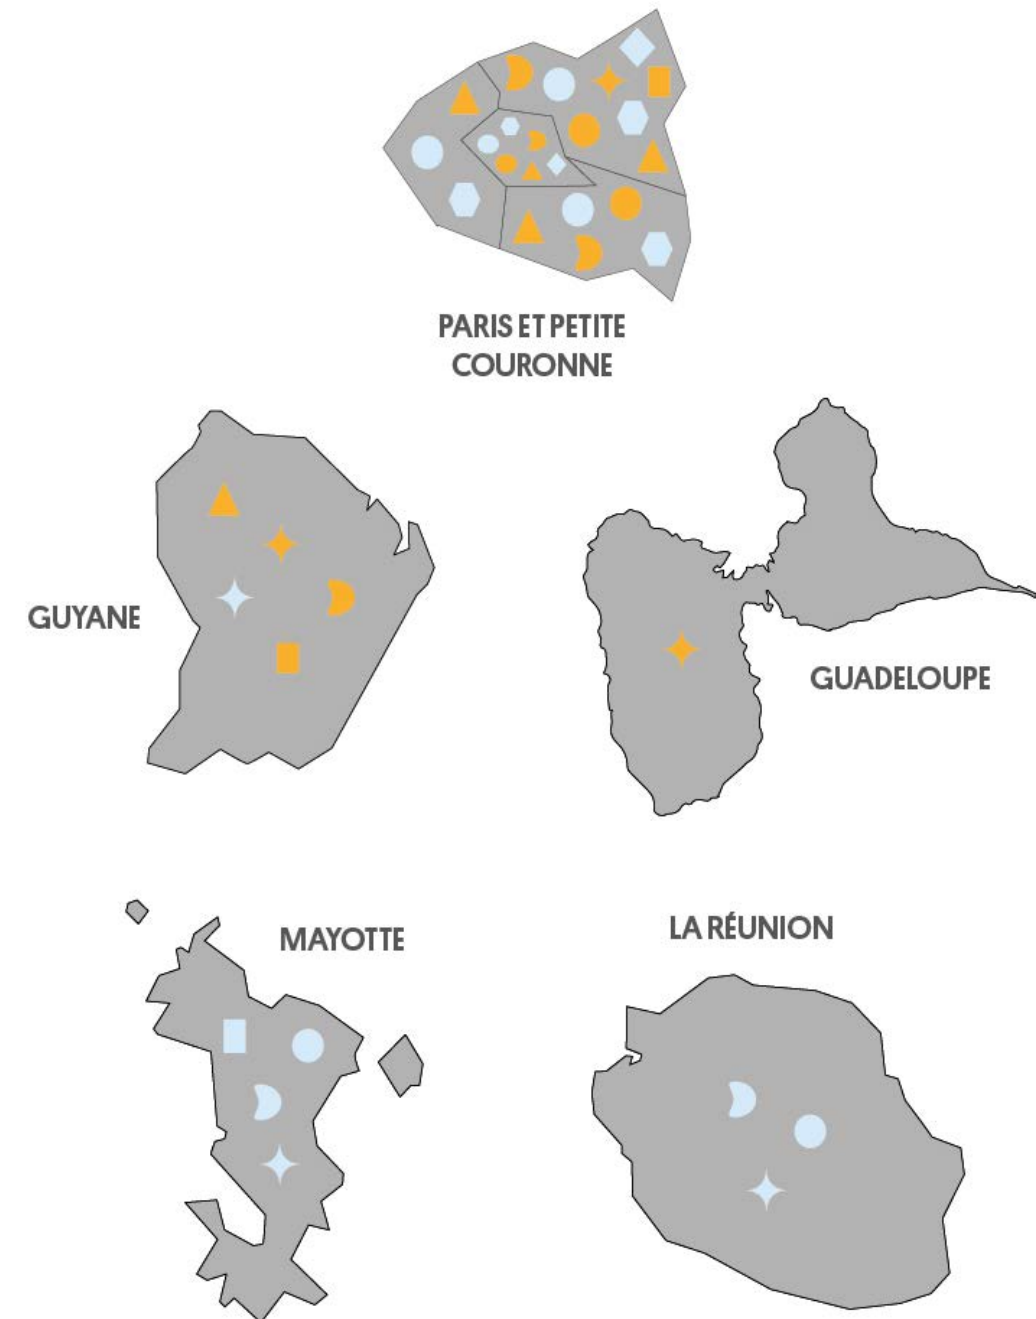 PARIS ET PETITE
COURONNE
GUYANE
GUADELOUPE
MAYOTTE
LA RÉUNION